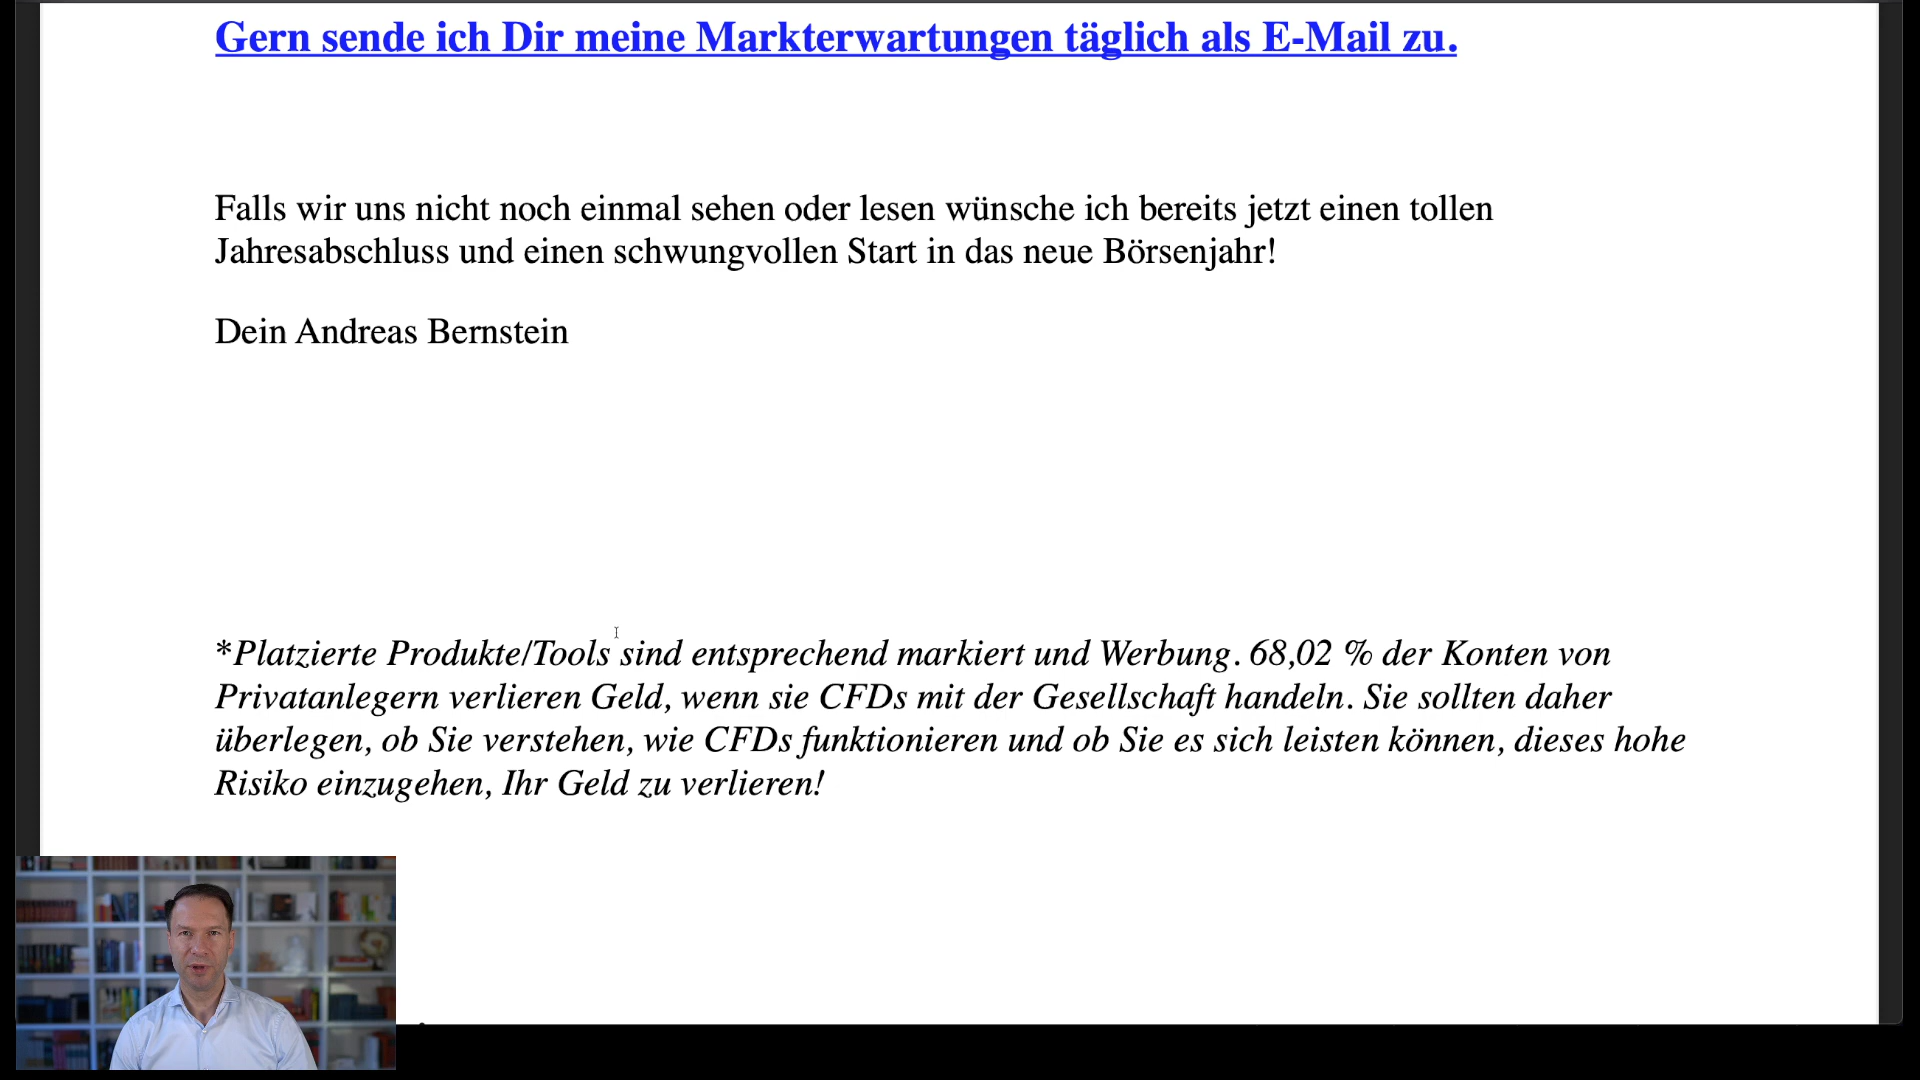 Gern sende ich Dir meine Markterwartungen täglich als E-Mail zu.
Falls wir uns nicht noch einmal sehen oder lesen wünsche ich bereits jetzt einen tollen
Jahresabschluss und einen schwungvollen Start in das neue Börsenjahr!
Dein Andreas Bernstein
*Platzierte Produkte/Tools sind entsprechend markiert und Werbung. 68,02 % der Konten von
Privatanlegern verlieren Geld, wenn sie CFDs mit der Gesellschaft handeln. Sie sollten daher
überlegen, ob Sie verstehen, wie CFDs funktionieren und ob Sie es sich leisten können, dieses hohe
Risiko einzugehen, Ihr Geld zu verlieren!